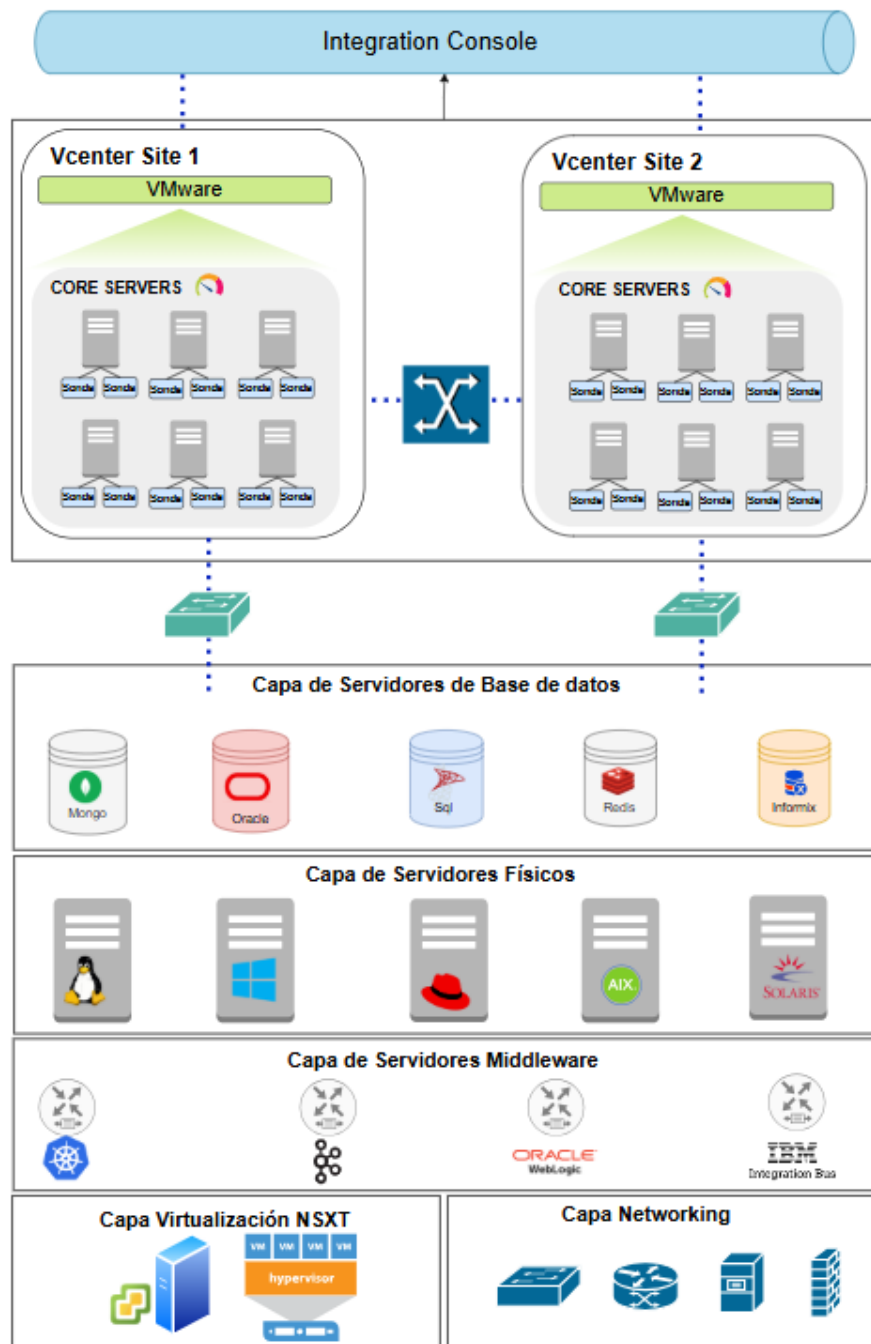 Integration Console
Vcenter Site 1
VMware
CORE SERVERS
Sonda Sonda Sonda Sonda Sonda Sonda
Sonda Sonda Sonda Sonda Sonda Sonda
Vcenter Site 2
VMware
CORE SERVERS
Sonda Sonda Sonda Sonda Sonda Sonda
Sonda Sonda Sonda Sonda Sonda Sonda
Capa de Servidores de Base de datos
Mongo
Oracle
Sql
Redis
Informix
Capa de Servidores Físicos
AIX
SOLARIS
Capa de Servidores Middleware
ORACLE
WebLogic
IBM
Integration Bus
Capa Virtualización NSXT
VM VM VM VM
hypervisor
Capa Networking